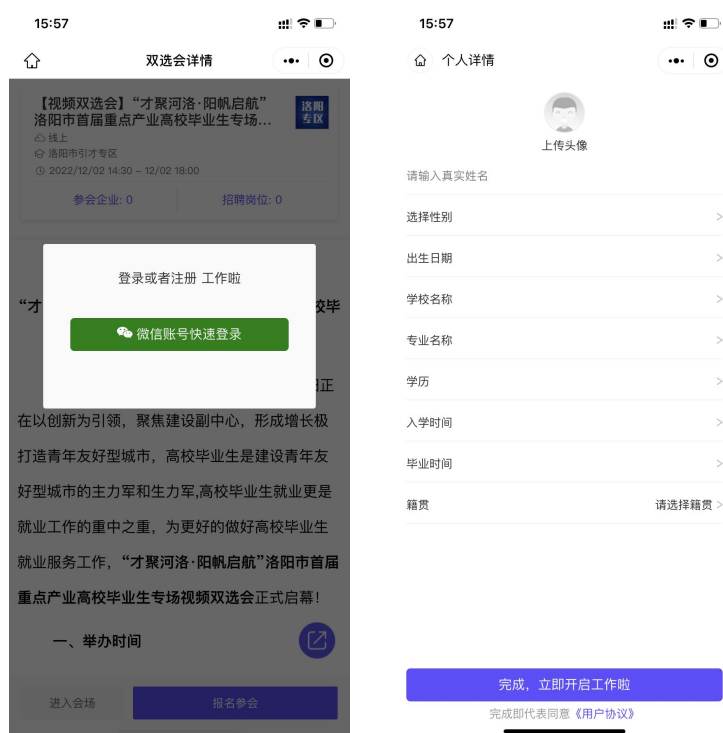 15:57
双选会详情
【视频双选会】“才聚河洛·阳帆启航”
洛阳市首届重点产业高校毕业生专场...
洛阳
专区
线上
洛阳市引才专区
2022/12/02 14:30 – 12/02 18:00
参会企业: 0
招聘岗位: 0
登录或者注册 工作啦
“才
校毕
微信账号快速登录
正
在以创新为引领，聚焦建设副中心，形成增长极
打造青年友好型城市，高校毕业生是建设青年友
好型城市的主力军和生力军,高校毕业生就业更是
就业工作的重中之重，为更好的做好高校毕业生
就业服务工作，“才聚河洛·阳帆启航”洛阳市首届
重点产业高校毕业生专场视频双选会正式启幕！
一、举办时间
进入会场
报名参会
15:57
个人详情
上传头像
请输入真实姓名
选择性别
出生日期
学校名称
专业名称
学历
入学时间
毕业时间
籍贯
请选择籍贯
完成，立即开启工作啦
完成即代表同意《用户协议》